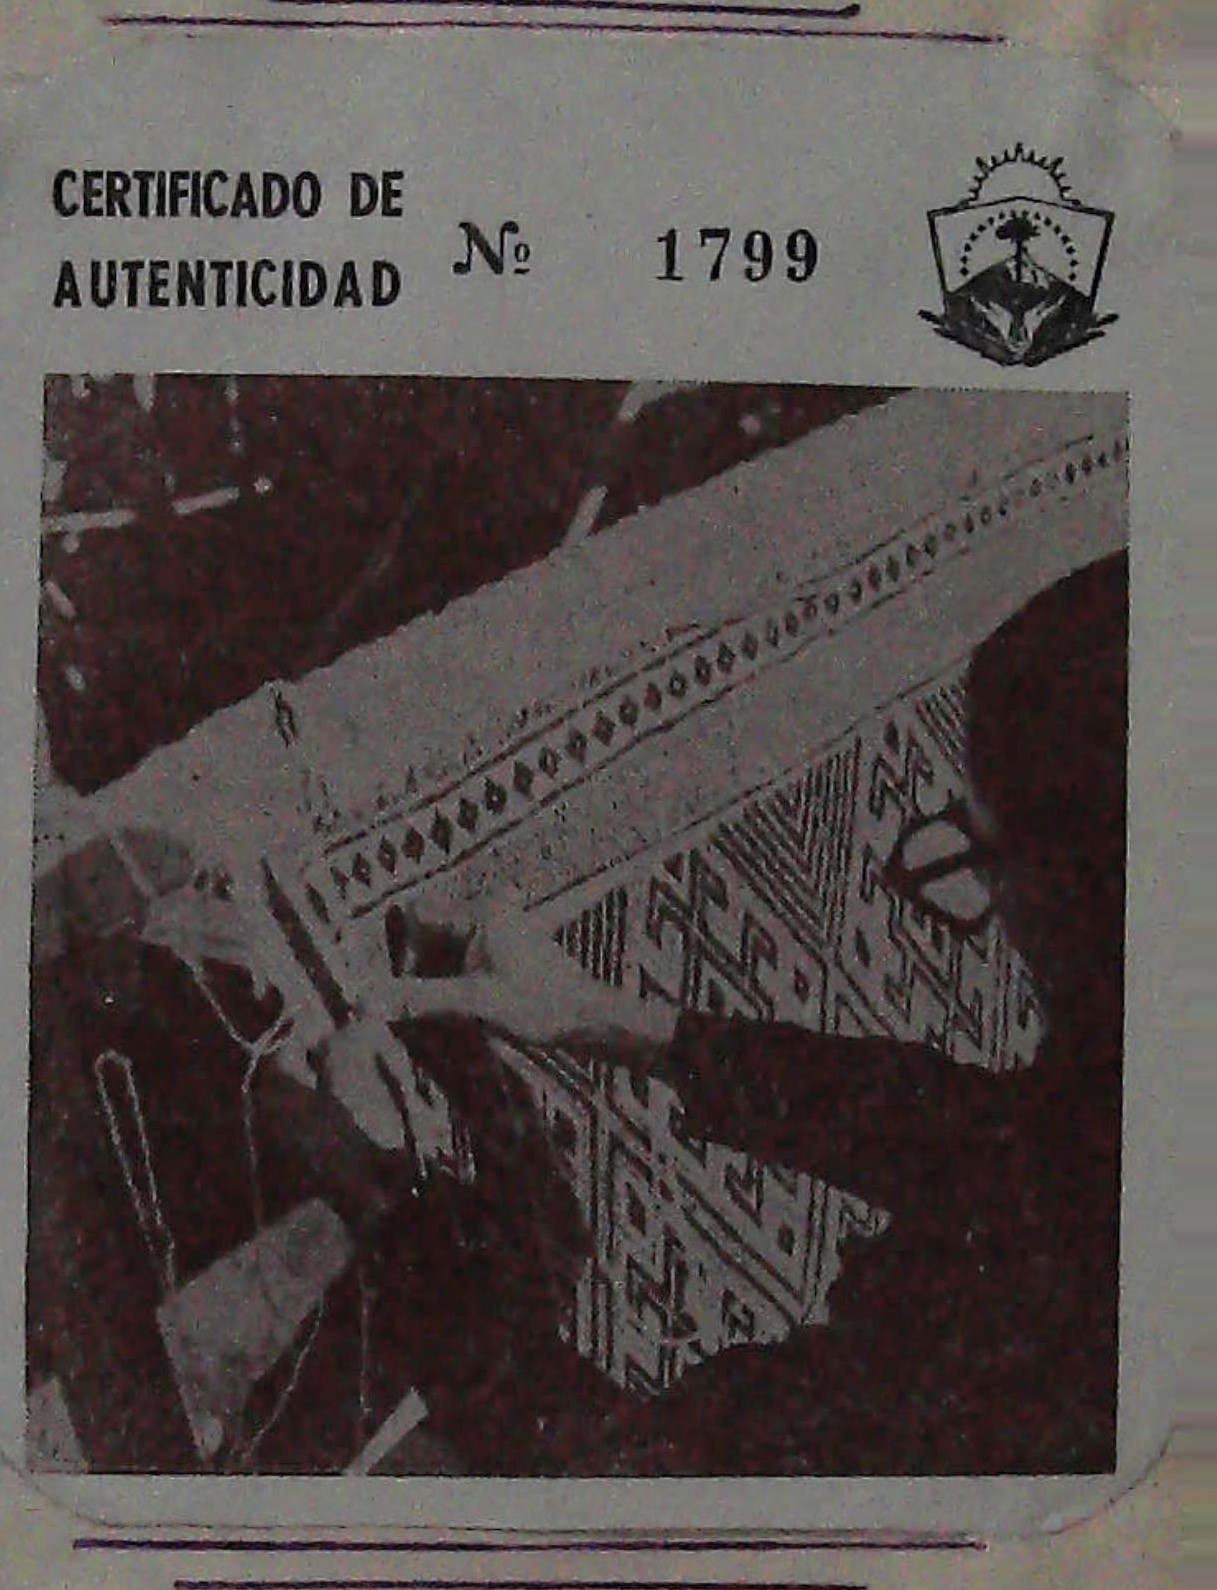 CERTIFICADO DE
AUTENTICIDAD
Nº 1799